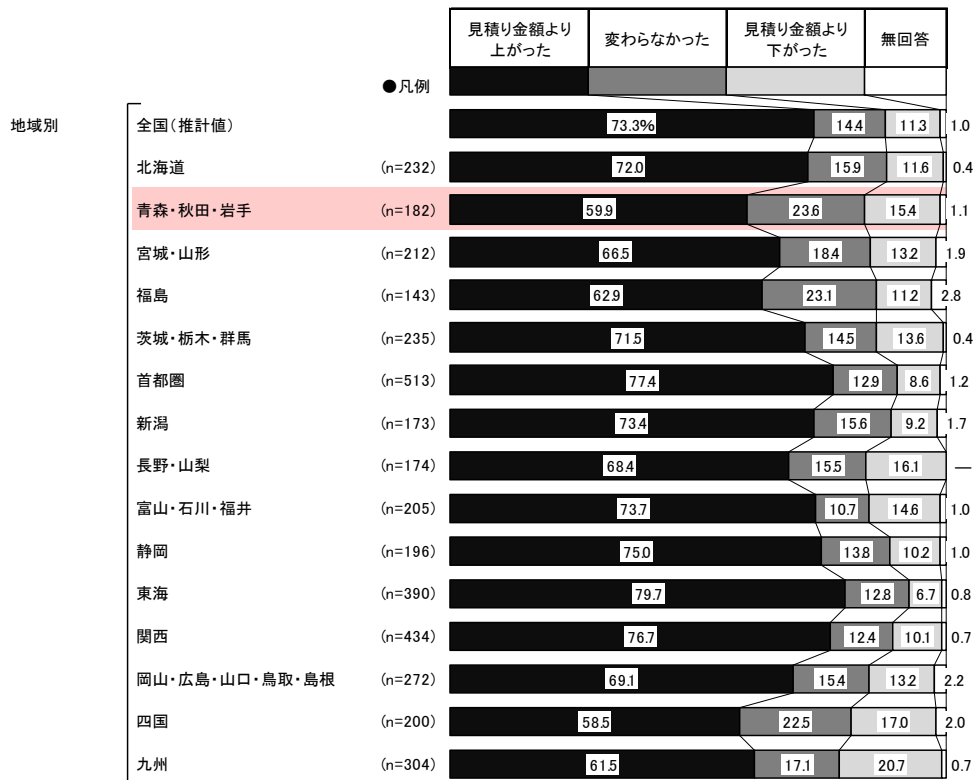 見積り金額より
上がった
変わらなかった
見積り金額より
下がった
無回答
●凡例
地域別
全国(推計値) 73.3% 14.4 11.3 1.0
北海道 (n=232) 72.0 15.9 11.6 0.4
青森・秋田・岩手 (n=182) 59.9 23.6 15.4 1.1
宮城・山形 (n=212) 66.5 18.4 13.2 1.9
福島 (n=143) 62.9 23.1 11.2 2.8
茨城・栃木・群馬 (n=235) 71.5 14.5 13.6 0.4
首都圏 (n=513) 77.4 12.9 8.6 1.2
新潟 (n=173) 73.4 15.6 9.2 1.7
長野・山梨 (n=174) 68.4 15.5 16.1 ―
富山・石川・福井 (n=205) 73.7 10.7 14.6 1.0
静岡 (n=196) 75.0 13.8 10.2 1.0
東海 (n=390) 79.7 12.8 6.7 0.8
関西 (n=434) 76.7 12.4 10.1 0.7
岡山・広島・山口・鳥取・島根 (n=272) 69.1 15.4 13.2 2.2
四国 (n=200) 58.5 22.5 17.0 2.0
九州 (n=304) 61.5 17.1 20.7 0.7